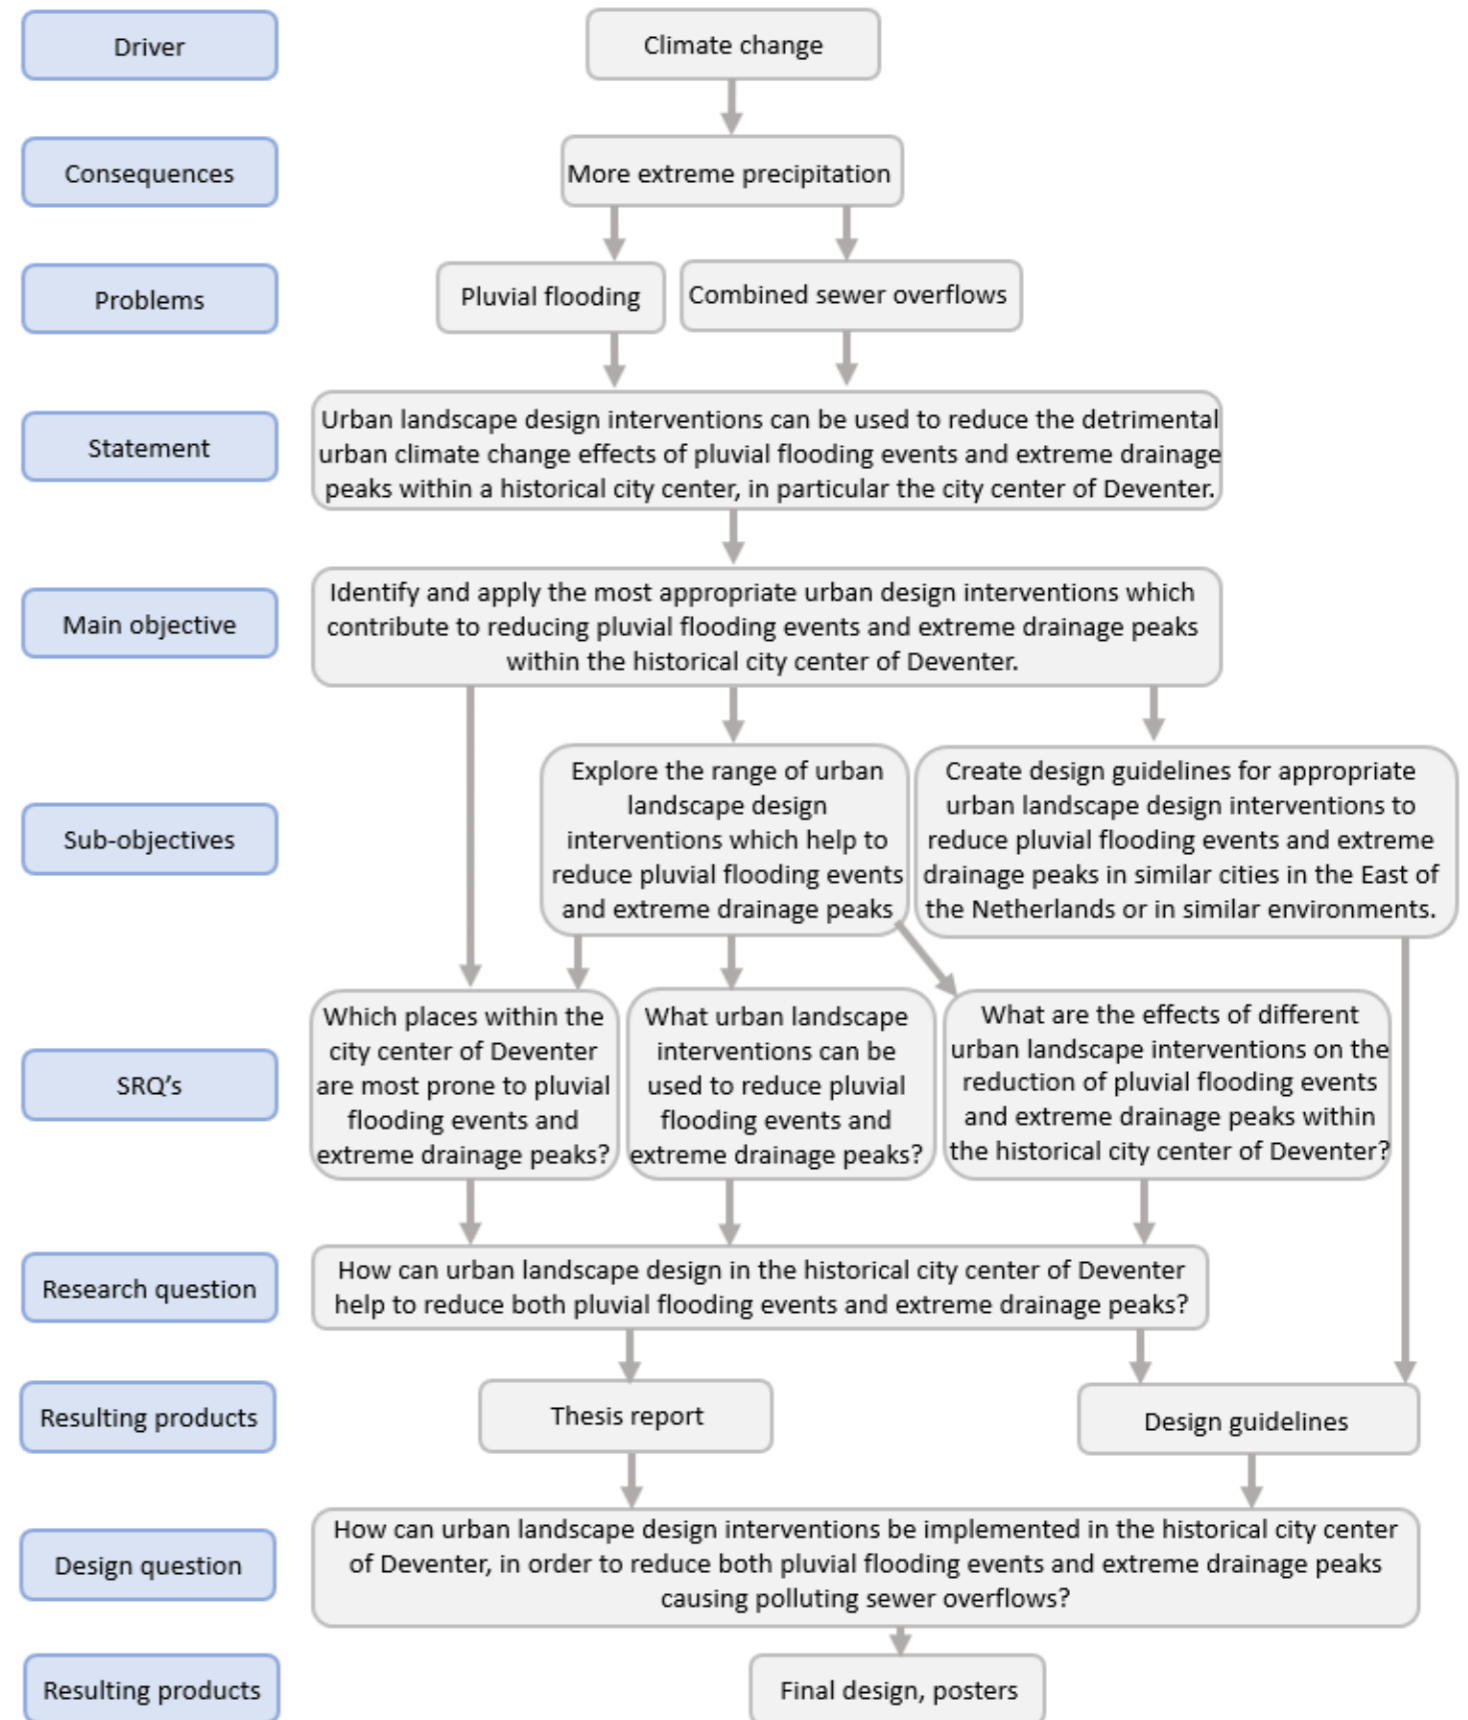 Driver
Climate change
Consequences
More extreme precipitation
Problems
Pluvial flooding
Combined sewer overflows
Statement
Urban landscape design interventions can be used to reduce the detrimental
urban climate change effects of pluvial flooding events and extreme drainage
peaks within a historical city center, in particular the city center of Deventer.
Main objective
Identify and apply the most appropriate urban design interventions which
contribute to reducing pluvial flooding events and extreme drainage peaks
within the historical city center of Deventer.
Sub-objectives
Explore the range of urban
landscape design
interventions which help to
reduce pluvial flooding events
and extreme drainage peaks
Create design guidelines for appropriate
urban landscape design interventions to
reduce pluvial flooding events and extreme
drainage peaks in similar cities in the East of
the Netherlands or in similar environments.
SRQ's
Which places within the
city center of Deventer
are most prone to pluvial
flooding events and
extreme drainage peaks?
What urban landscape
interventions can be
used to reduce pluvial
flooding events and
extreme drainage peaks?
What are the effects of different
urban landscape interventions on the
reduction of pluvial flooding events
and extreme drainage peaks within
the historical city center of Deventer?
Research question
How can urban landscape design in the historical city center of Deventer
help to reduce both pluvial flooding events and extreme drainage peaks?
Resulting products
Thesis report
Design guidelines
Design question
How can urban landscape design interventions be implemented in the historical city center
of Deventer, in order to reduce both pluvial flooding events and extreme drainage peaks
causing polluting sewer overflows?
Resulting products
Final design, posters